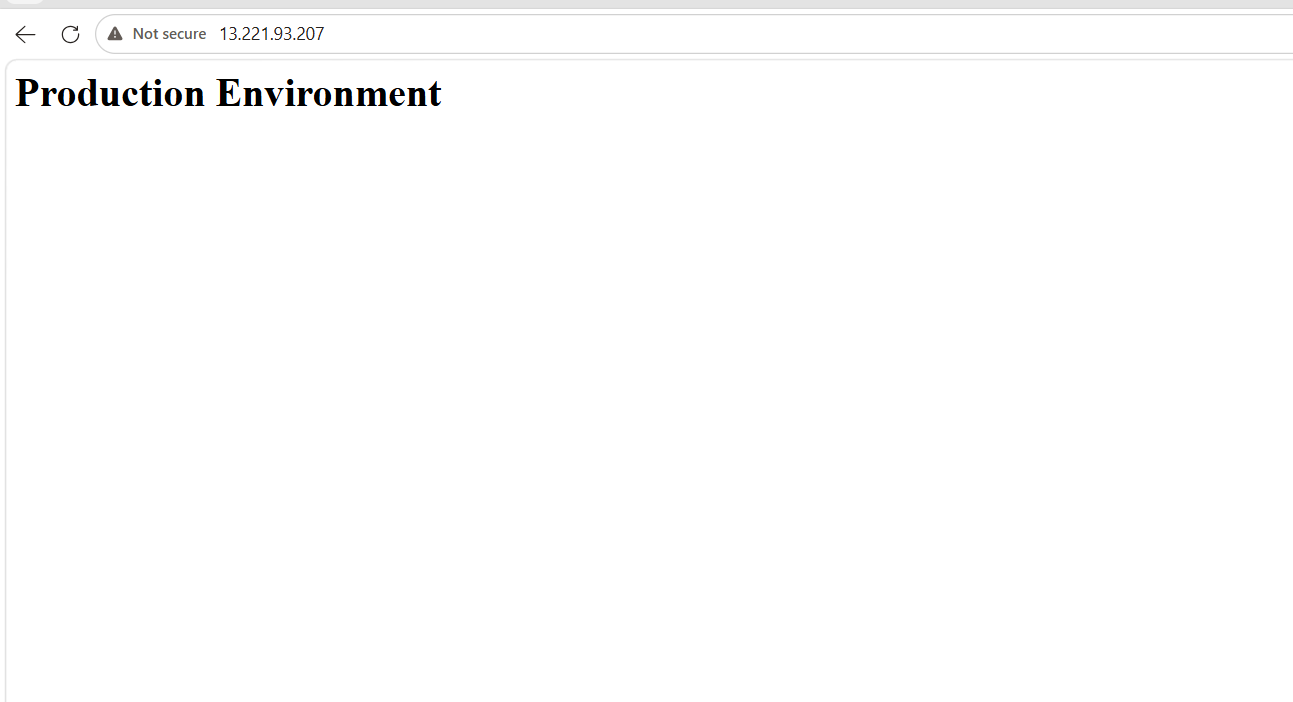 Not secure 13.221.93.207
Production Environment